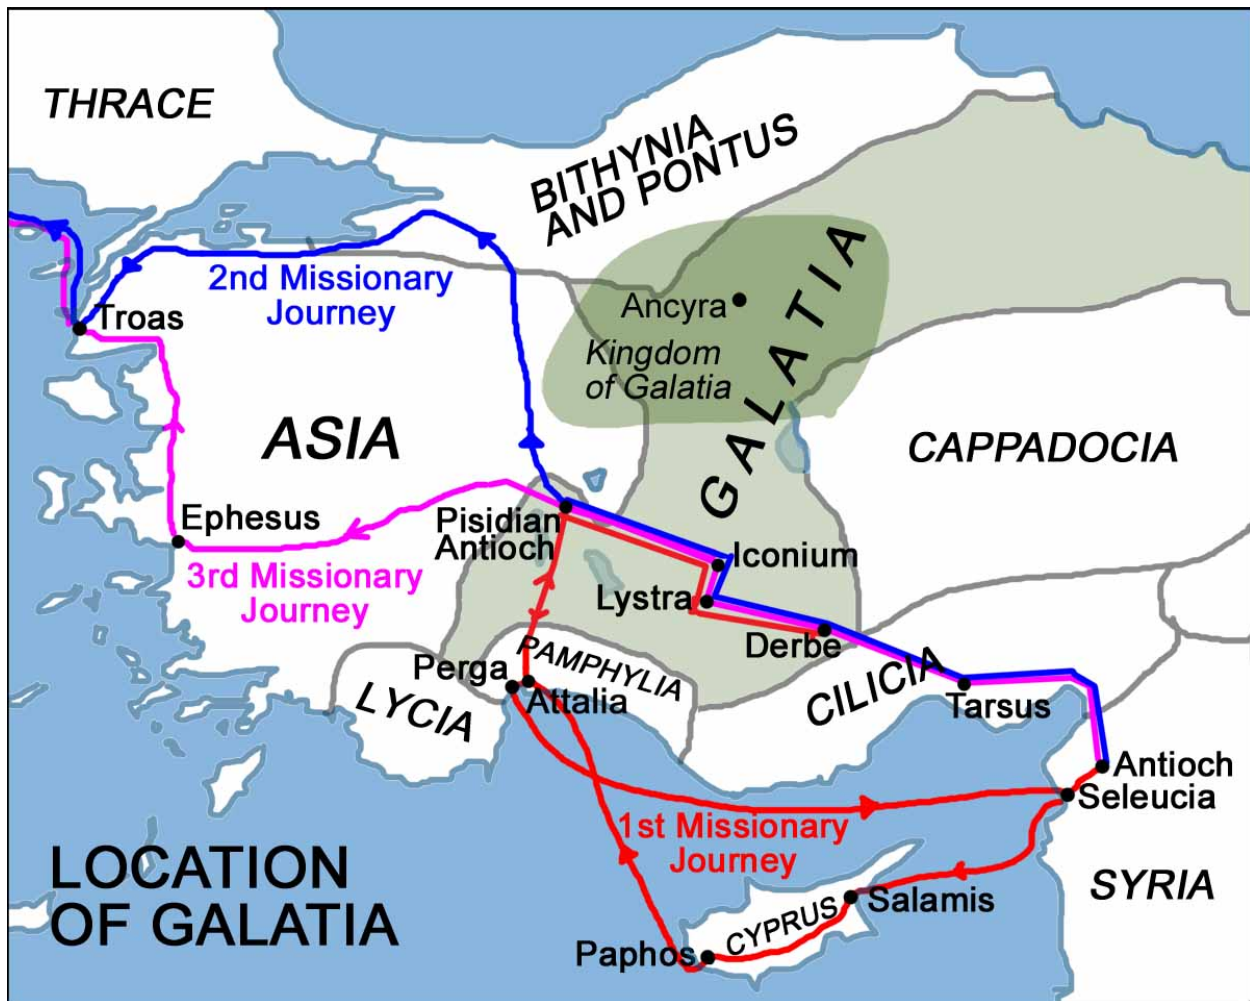 THRACE
BITHYNIA
AND PONTUS
2nd Missionary
Journey
Troas
Ancyra
Kingdom
of Galatia
GALATIA
ASIA
CAPPADOCIA
Ephesus
Pisidian
Antioch
3rd Missionary
Journey
Iconium
Lystra
Derbe
Perga
PAMPHYLIA
Attalia
LYCIA
CILICIA
Tarsus
Antioch
Seleucia
1st Missionary
Journey
LOCATION
OF GALATIA
SYRIA
Salamis
CYPRUS
Paphos